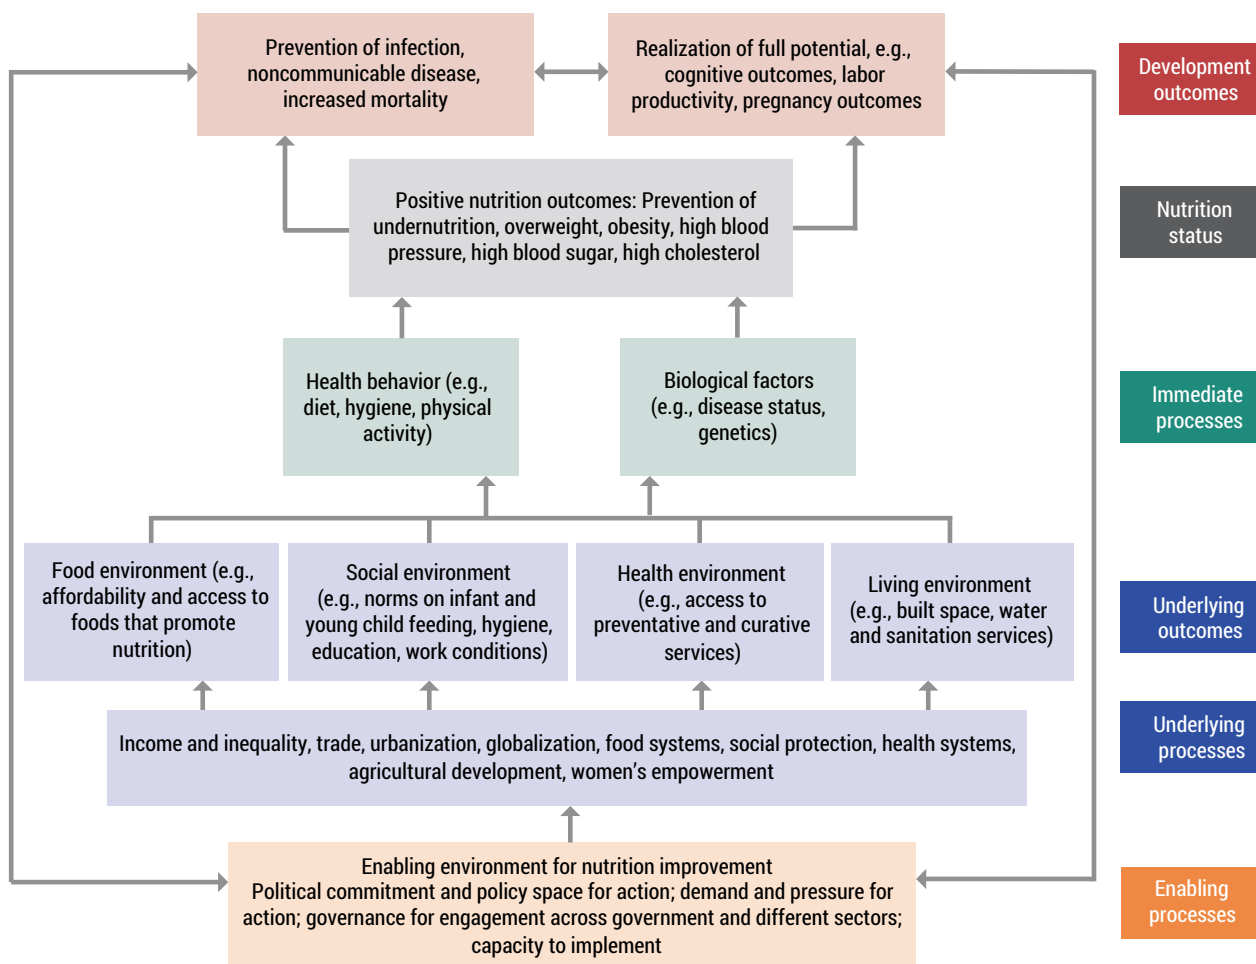 Prevention of infection,
noncommunicable disease,
increased mortality
Realization of full potential, e.g.,
cognitive outcomes, labor
productivity, pregnancy outcomes
Development
outcomes
Positive nutrition outcomes: Prevention of
undernutrition, overweight, obesity, high blood
pressure, high blood sugar, high cholesterol
Nutrition
status
Health behavior (e.g.,
diet, hygiene, physical
activity)
Biological factors
(e.g., disease status,
genetics)
Immediate
processes
Food environment (e.g.,
affordability and access to
foods that promote
nutrition)
Social environment
(e.g., norms on infant and
young child feeding, hygiene,
education, work conditions)
Health environment
(e.g., access to
preventative and curative
services)
Living environment
(e.g., built space, water
and sanitation services)
Underlying
outcomes
Income and inequality, trade, urbanization, globalization, food systems, social protection, health systems,
agricultural development, women's empowerment
Underlying
processes
Enabling environment for nutrition improvement
Political commitment and policy space for action; demand and pressure for
action; governance for engagement across government and different sectors;
capacity to implement
Enabling
processes